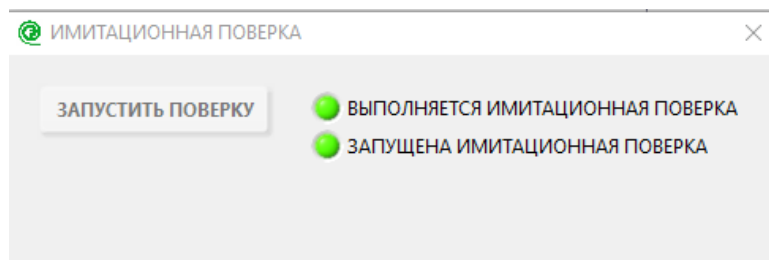 ИМИТАЦИОННАЯ ПОВЕРКА
ЗАПУСТИТЬ ПОВЕРКУ
ВЫПОЛНЯЕТСЯ ИМИТАЦИОННАЯ ПОВЕРКА
ЗАПУЩЕНА ИМИТАЦИОННАЯ ПОВЕРКА